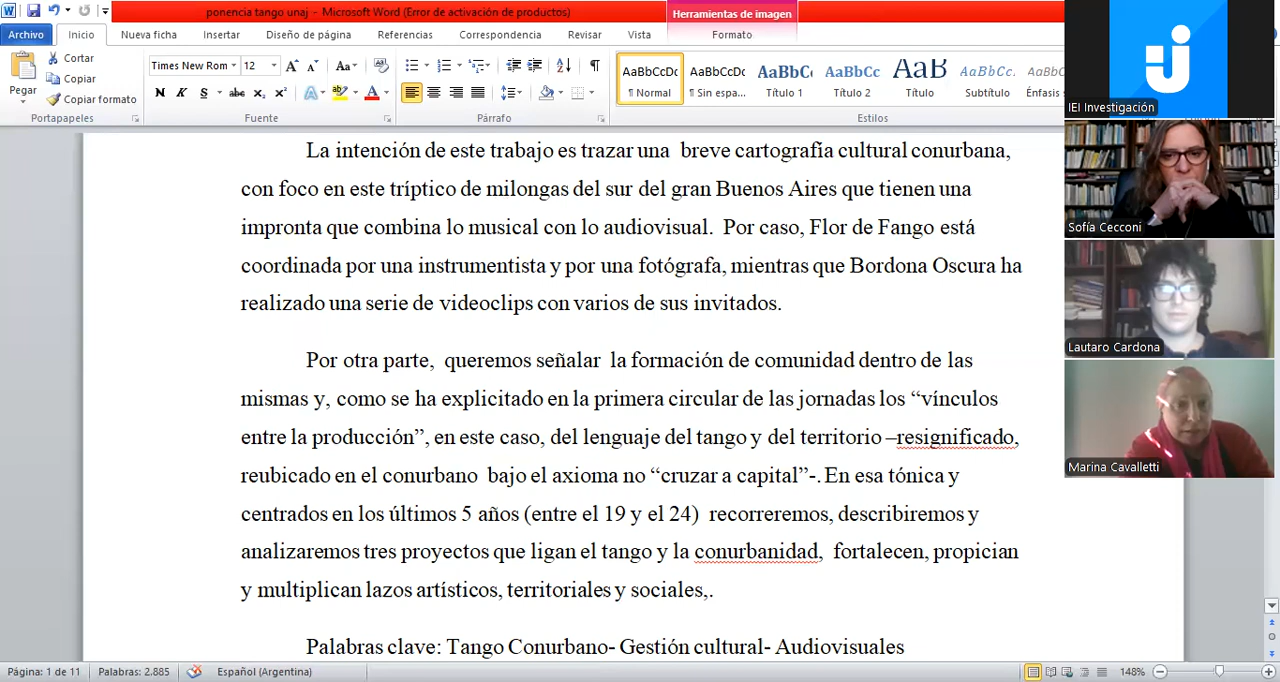 ponencia tango unaj - Microsoft Word (Error de activación de productos)
Herramientas de imagen
Archivo
Inicio
Nueva ficha
Insertar
Diseño de página
Referencias
Correspondencia
Revisar
Vista
Formato
Pegar
Cortar
Copiar
Copiar formato
Portapapeles
Times New Rom
12
Fuente
Párrafo
AaBbCcDc
¶ Normal
AaBbCcDc
¶ Sin espa...
AaBbC
Título 1
AaBbCc
Título 2
AaB
Título
AaBbCc
Subtítulo
AaBbCc
Énfasis
Estilos
La intención de este trabajo es trazar una  breve cartografía cultural conurbana,
con foco en este tríptico de milongas del sur del gran Buenos Aires que tienen una
impronta que combina lo musical con lo audiovisual.  Por caso, Flor de Fango está
coordinada por una instrumentista y por una fotógrafa, mientras que Bordona Oscura ha
realizado una serie de videoclips con varios de sus invitados.
Por otra parte,  queremos señalar  la formación de comunidad dentro de las
mismas y, como se ha explicitado en la primera circular de las jornadas los “vínculos
entre la producción”, en este caso, del lenguaje del tango y del territorio –resignificado,
reubicado en el conurbano  bajo el axioma no “cruzar a capital”-. En esa tónica y
centrados en los últimos 5 años (entre el 19 y el 24)  recorreremos, describiremos y
analizaremos tres proyectos que ligan el tango y la conurbanidad,  fortalecen, propician
y multiplican lazos artísticos, territoriales y sociales,.
Palabras clave: Tango Conurbano- Gestión cultural- Audiovisuales
IEI Investigación
Sofía Cecconi
Lautaro Cardona
Marina Cavalletti
Página: 1 de 11
Palabras: 2.885
Español (Argentina)
148%